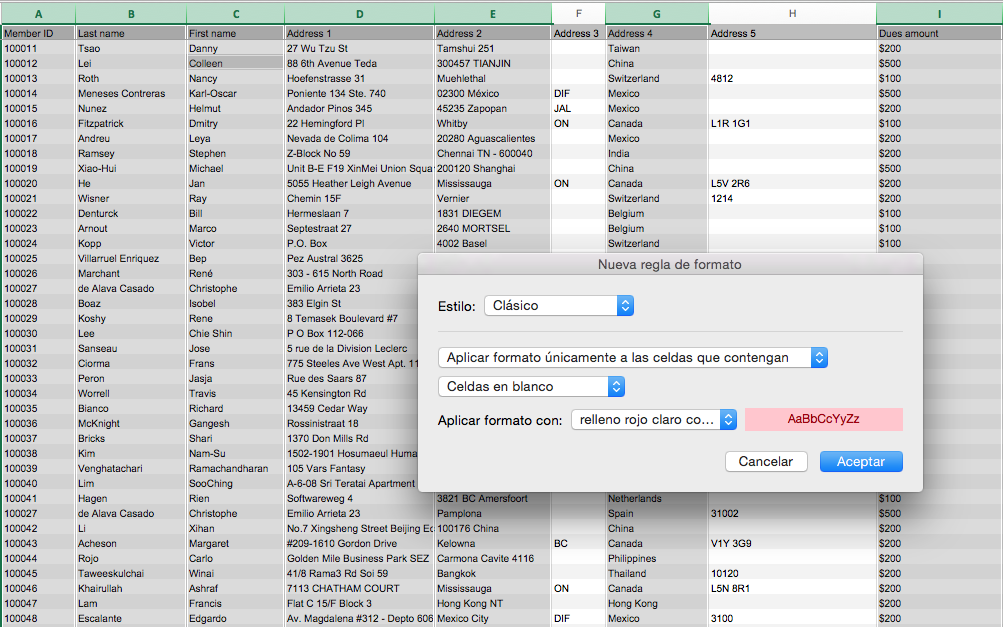 A B C D E F G H I
Member ID Last name First name Address 1 Address 2 Address 3 Address 4 Address 5 Dues amount
100011 Tsao Danny 27 Wu Tzu St Tamshui 251 Taiwan $200
100012 Lei Colleen 88 6th Avenue Teda 300457 TIANJIN China $500
100013 Roth Nancy Hoefenstrasse 31 Muehlethal Switzerland 4812 $100
100014 Meneses Contreras Karl-Oscar Poniente 134 Ste. 740 02300 México DIF Mexico $500
100015 Nunez Helmut Andador Pinos 345 45235 Zapopan JAL Mexico $200
100016 Fitzpatrick Dmitry 22 Hemingford Pl Whitby ON Canada L1R 1G1 $100
100017 Andreu Leya Nevada de Colima 104 20280 Aguascalientes Mexico $200
100018 Ramsey Stephen Z-Block No 59 Chennai TN - 600040 India $200
100019 Xiao-Hui Michael Unit B-E F19 XinMei Union Squa 200120 Shanghai China $500
100020 He Jan 5055 Heather Leigh Avenue Mississauga ON Canada L5V 2R6 $200
100021 Wisner Ray Chemin 15F Vernier Switzerland 1214 $200
100022 Denturck Bill Hermeslaan 7 1831 DIEGEM Belgium $100
100023 Arnout Marco Septestraat 27 2640 MORTSEL Belgium $100
100024 Kopp Victor P.O. Box 4002 Basel Switzerland $100
100025 Villarruel Enriquez Bep Pez Austral 3625
100026 Marchant René 303 - 615 North Road
100027 de Alava Casado Christophe Emilio Arrieta 23
100028 Boaz Isobel 383 Elgin St
100029 Koshy Rene 8 Temasek Boulevard #7
100030 Lee Chie Shin P O Box 112-066
100031 Sanseau Jose 5 rue de la Division Leclerc
100032 Ciorma Frans 775 Steeles Ave West Apt. 11
100033 Peron Jasja Rue des Saars 87
100034 Worrell Travis 45 Kensington Rd
100035 Bianco Richard 13459 Cedar Way
100036 McKnight Gangesh Rossinistraat 18
100037 Bricks Shari 1370 Don Mills Rd
100038 Kim Nam-Su 1502-1901 Hosumaeul Huma
100039 Venghatachari Ramachandharan 105 Vars Fantasy
100040 Lim SooChing A-6-08 Sri Teratai Apartment
100041 Hagen Rien Softwareweg 4 3821 BC Amersfoort Netherlands $100
100027 de Alava Casado Christophe Emilio Arrieta 23 Pamplona Spain 31002 $500
100042 Li Xihan No.7 Xingsheng Street Beijing Ec 100176 China China $200
100043 Acheson Margaret #209-1610 Gordon Drive Kelowna BC Canada V1Y 3G9 $200
100044 Rojo Carlo Golden Mile Business Park SEZ Carmona Cavite 4116 Philippines $200
100045 Taweeskulchai Winai 41/8 Rama3 Rd Soi 59 Bangkok Thailand 10120 $200
100046 Khairullah Ashraf 7113 CHATHAM COURT Mississauga ON Canada L5N 8R1 $200
100047 Lam Francis Flat C 15/F Block 3 Hong Kong NT Hong Kong $200
100048 Escalante Edgardo Av. Magdalena #312 - Depto 606 Mexico City DIF Mexico 3100 $200
Nueva regla de formato
Estilo: Clásico
Aplicar formato únicamente a las celdas que contengan
Celdas en blanco
Aplicar formato con: relleno rojo claro co... AaBbCcYyZz
Cancelar Aceptar